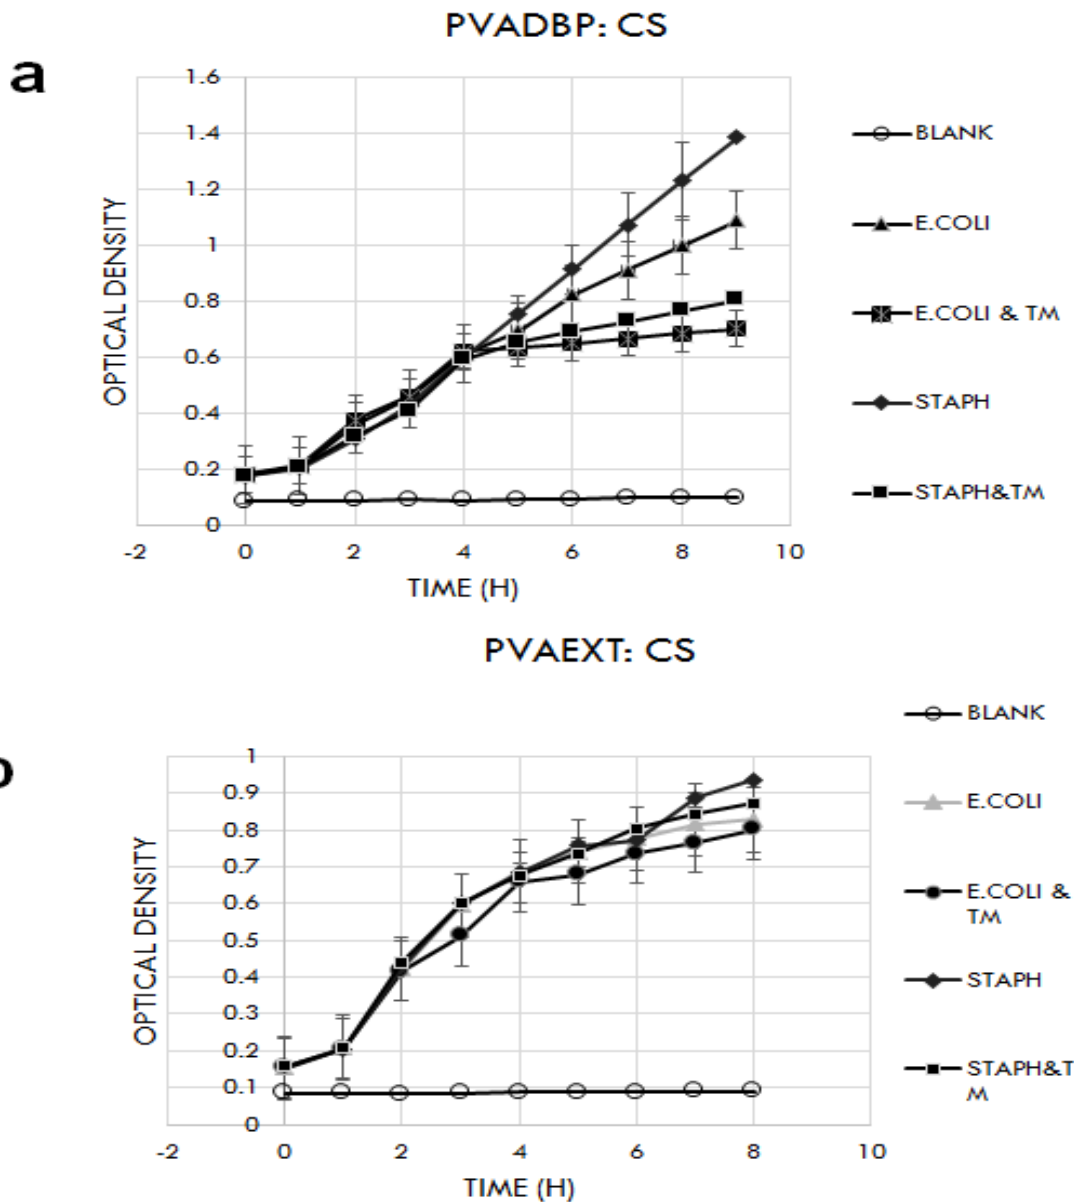 PVADBP: CS
a
1.6
1.4
1.2
1
0.8
0.6
0.4
0.2
0
-2
0
2
4
6
8
10
OPTICAL DENSITY
TIME (H)
BLANK
E.COLI
E.COLI & TM
STAPH
STAPH&TM
PVAEXT: CS
1
0.9
0.8
0.7
0.6
0.5
0.4
0.3
0.2
0.1
0
-2
0
2
4
6
8
10
OPTICAL DENSITY
TIME (H)
BLANK
E.COLI
E.COLI &
TM
STAPH
STAPH&T
M